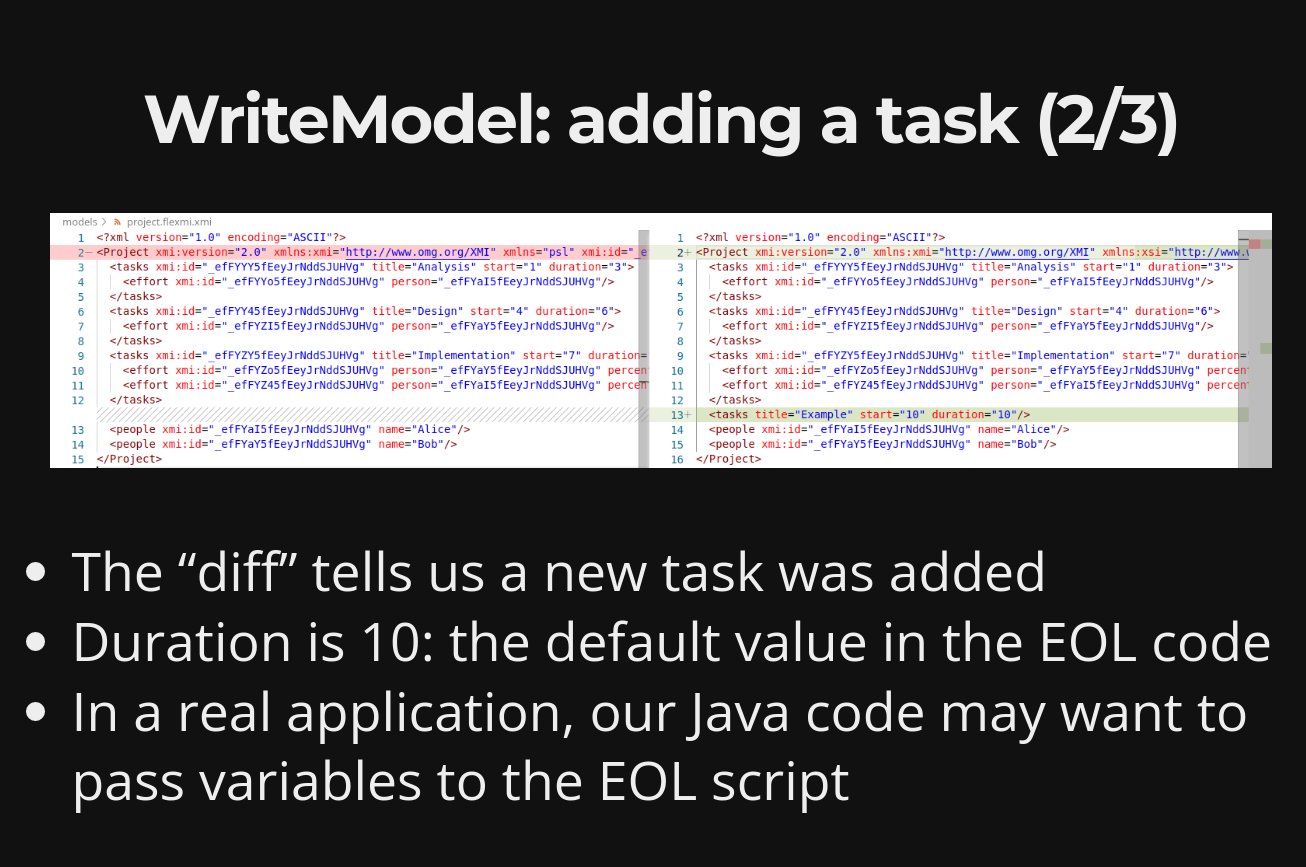 WriteModel: adding a task (2/3)
models > project.flexmi.xmi
1 <?xml version="1.0" encoding="ASCII"?>
2 <Project xmi:version="2.0" xmlns:xmi="http://www.omg.org/XMI" xmlns="psl" xmi:id="_e
3 <tasks xmi:id="_efFYYY5fEeyJrNddSJUHVg" title="Analysis" start="1" duration="3">
4 <effort xmi:id="_efFYYo5fEeyJrNddSJUHVg" person="_efFYaI5fEeyJrNddSJUHVg"/>
5 </tasks>
6 <tasks xmi:id="_efFYY45fEeyJrNddSJUHVg" title="Design" start="4" duration="6">
7 <effort xmi:id="_efFYZI5fEeyJrNddSJUHVg" person="_efFYaY5fEeyJrNddSJUHVg"/>
8 </tasks>
9 <tasks xmi:id="_efFYZY5fEeyJrNddSJUHVg" title="Implementation" start="7" duration=
10 <effort xmi:id="_efFYZo5fEeyJrNddSJUHVg" person="_efFYaY5fEeyJrNddSJUHVg" percen
11 <effort xmi:id="_efFYZ45fEeyJrNddSJUHVg" person="_efFYaI5fEeyJrNddSJUHVg" percen
12 </tasks>
13 <people xmi:id="_efFYaI5fEeyJrNddSJUHVg" name="Alice"/>
14 <people xmi:id="_efFYaY5fEeyJrNddSJUHVg" name="Bob"/>
15 </Project>
1 <?xml version="1.0" encoding="ASCII"?>
2+ <Project xmi:version="2.0" xmlns:xmi="http://www.omg.org/XMI" xmlns:xsi="http://www.
3 <tasks xmi:id="_efFYYY5fEeyJrNddSJUHVg" title="Analysis" start="1" duration="3">
4 <effort xmi:id="_efFYYo5fEeyJrNddSJUHVg" person="_efFYaI5fEeyJrNddSJUHVg"/>
5 </tasks>
6 <tasks xmi:id="_efFYY45fEeyJrNddSJUHVg" title="Design" start="4" duration="6">
7 <effort xmi:id="_efFYZI5fEeyJrNddSJUHVg" person="_efFYaY5fEeyJrNddSJUHVg"/>
8 </tasks>
9 <tasks xmi:id="_efFYZY5fEeyJrNddSJUHVg" title="Implementation" start="7" duration=
10 <effort xmi:id="_efFYZo5fEeyJrNddSJUHVg" person="_efFYaY5fEeyJrNddSJUHVg" percent
11 <effort xmi:id="_efFYZ45fEeyJrNddSJUHVg" person="_efFYaI5fEeyJrNddSJUHVg" percent
12 </tasks>
13+ <tasks title="Example" start="10" duration="10"/>
14 <people xmi:id="_efFYaI5fEeyJrNddSJUHVg" name="Alice"/>
15 <people xmi:id="_efFYaY5fEeyJrNddSJUHVg" name="Bob"/>
16 </Project>
• The “diff” tells us a new task was added
• Duration is 10: the default value in the EOL code
• In a real application, our Java code may want to
pass variables to the EOL script